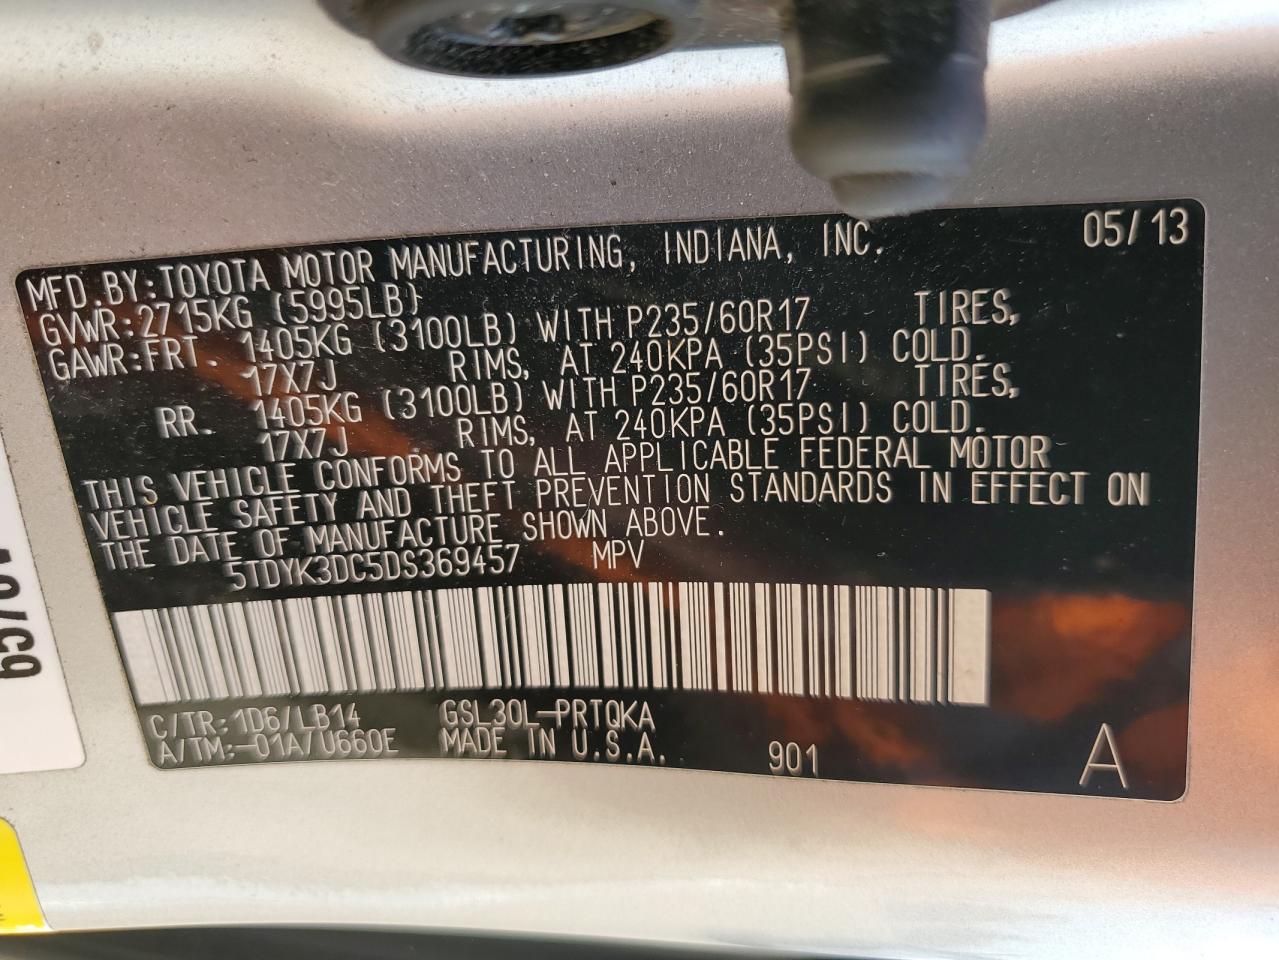 MFD.BY:TOYOTA MOTOR MANUFACTURING, INDIANA, INC. 05/13
GVWR:2715KG (5995LB)
GAWR:FRT. 1405KG (3100LB) WITH P235/60R17 TIRES,
17X7J RIMS, AT 240KPA (35PSI) COLD.
RR. 1405KG (3100LB) WITH P235/60R17 TIRES,
17X7J RIMS, AT 240KPA (35PSI) COLD.
THIS VEHICLE CONFORMS TO ALL APPLICABLE FEDERAL MOTOR
VEHICLE SAFETY AND THEFT PREVENTION STANDARDS IN EFFECT ON
THE DATE OF MANUFACTURE SHOWN ABOVE.
5TDYK3DC5DS369457 MPV
C/TR:1D6/LB14 GSL30L-PRTQKA
A/TM:-01A/U660E MADE IN U.S.A. 901 A